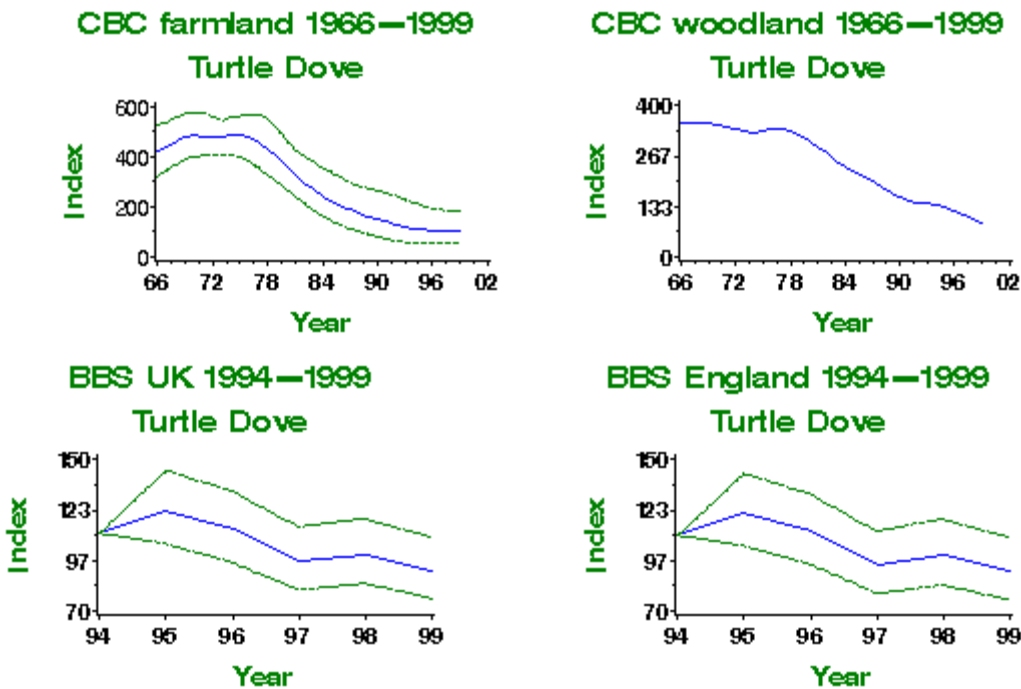 CBC farmland 1966—1999
Turtle Dove
600
400
200
0
Index
66 72 78 84 90 96 02
Year
CBC woodland 1966—1999
Turtle Dove
400
267
133
0
Index
66 72 78 84 90 96 02
Year
BBS UK 1994—1999
Turtle Dove
150
123
97
70
Index
94 95 96 97 98 99
Year
BBS England 1994—1999
Turtle Dove
150
123
97
70
Index
94 95 96 97 98 99
Year